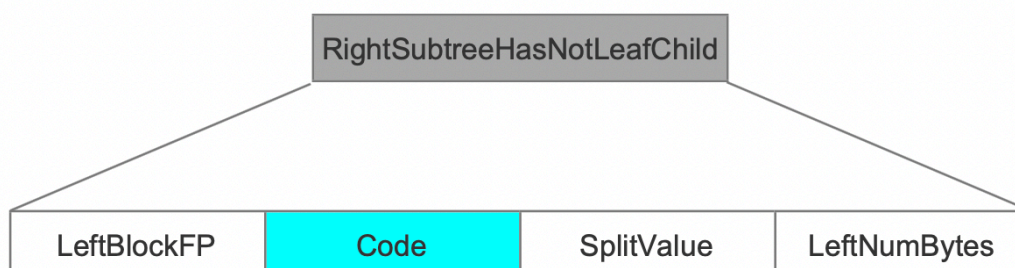 RightSubtreeHasNotLeafChild
LeftBlockFP Code SplitValue LeftNumBytes